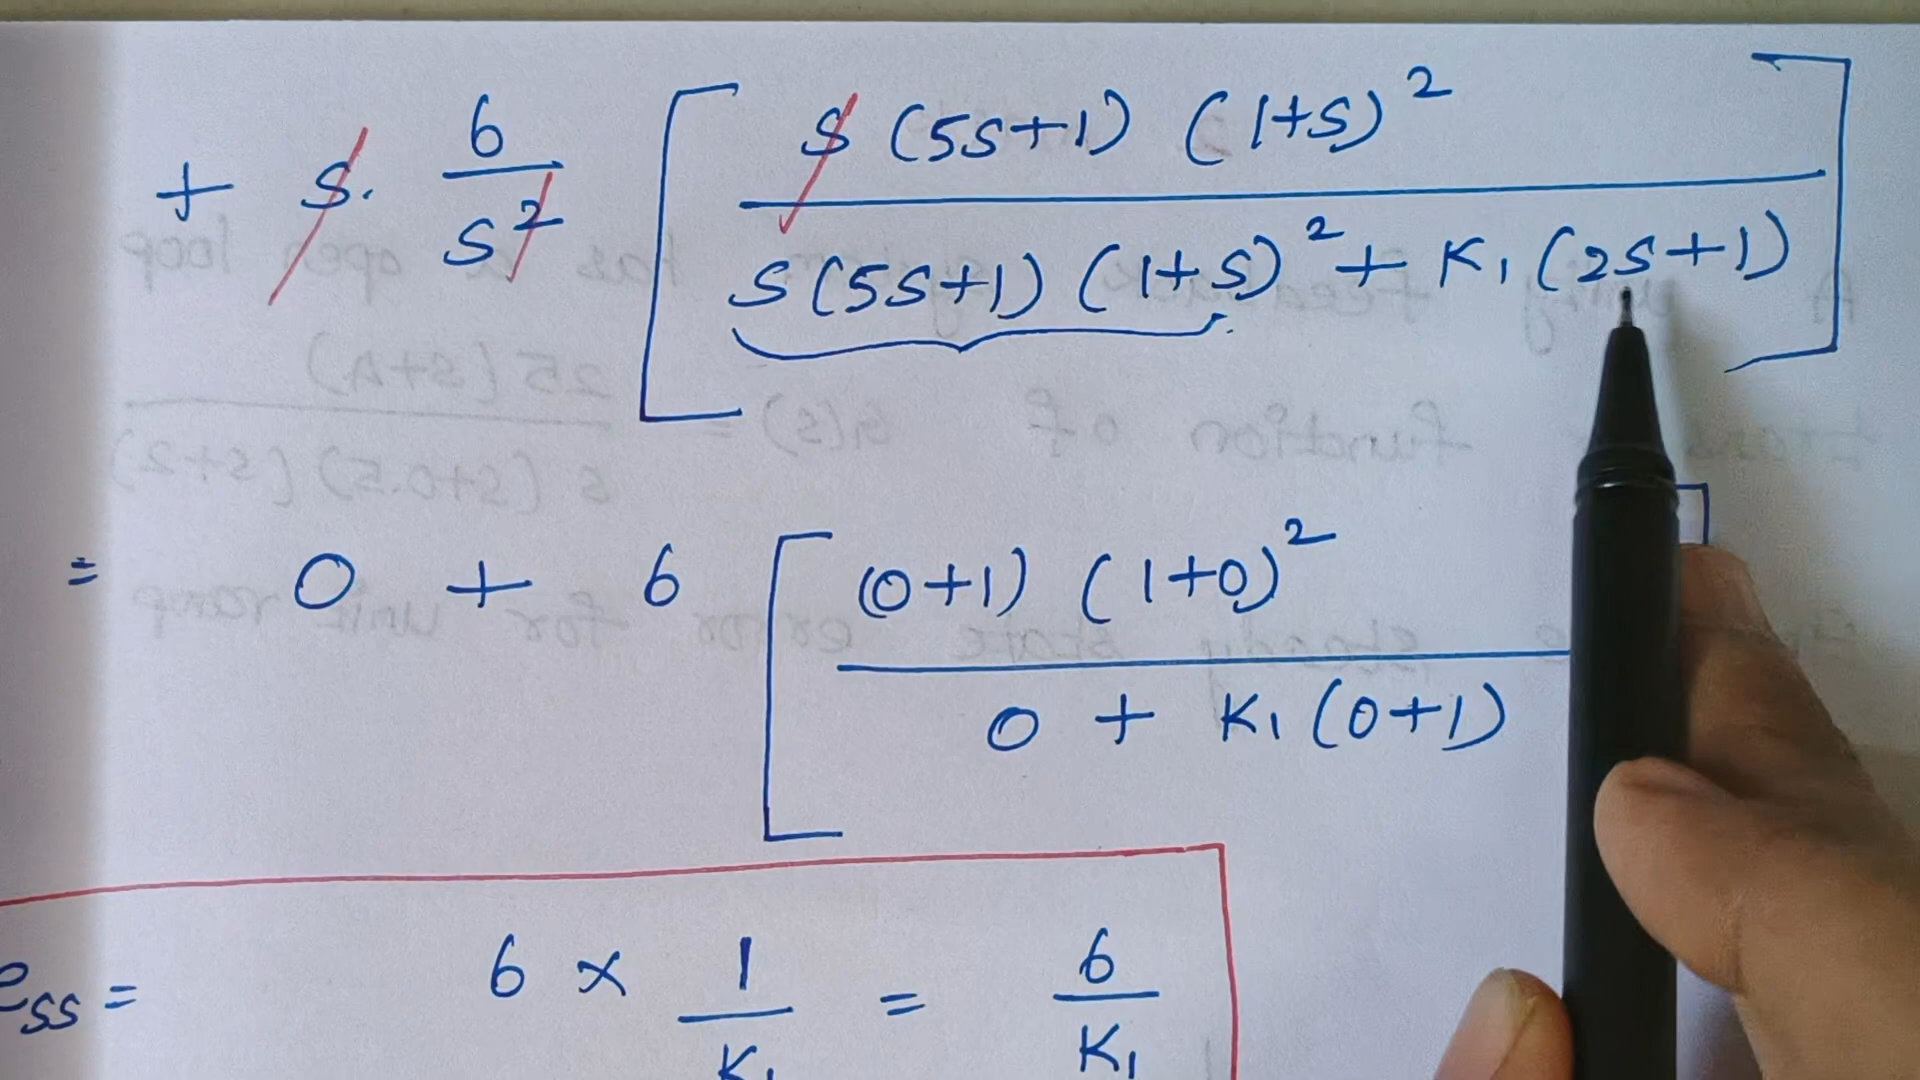 + s. 6/s² [ s (5s+1) (1+s)² / s(5s+1) (1+s)² + K₁ (2s+1) ]
= 0 + 6 [ (0+1) (1+0)² / 0 + K₁ (0+1)
ess = 6 × 1/K₁ = 6/K₁